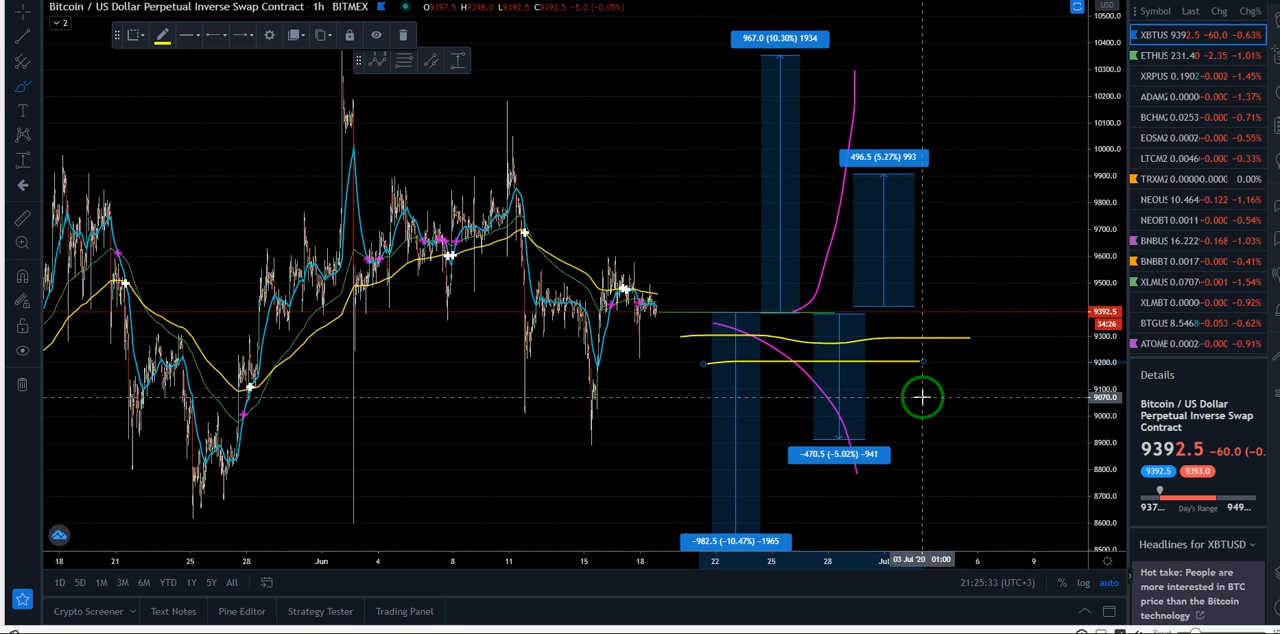 Bitcoin / US Dollar Perpetual Inverse Swap Contract · 1h · BITMEX O9397.5 H9398.0 L9392.5 C9392.5 -5.0 (-0.05%)
2
USD
10500.0
10400.0
10300.0
10200.0
10100.0
10000.0
9900.0
9800.0
9700.0
9600.0
9500.0
9392.5
34:26
9300.0
9200.0
9100.0
9070.0
9000.0
8900.0
8800.0
8700.0
8600.0
8500.0
967.0 (10.30%) 1934
496.5 (5.27%) 993
-470.5 (-5.02%) -941
-982.5 (-10.47%) -1965
18 21 25 28 Jun 4 8 11 15 18 22 25 28 Jul 03 Jul '20 01:00 6 9
1D 5D 1M 3M 6M YTD 1Y 5Y All
21:25:33 (UTC+3) % log auto
Crypto Screener Text Notes Pine Editor Strategy Tester Trading Panel
Symbol Last Chg Chg%
XBTUS 9392.5 -60.0 -0.63%
ETHUS 231.40 -2.35 -1.01%
XRPUS 0.1902 -0.002 -1.45%
ADAM 0.0000 -0.000 -1.37%
BCHM 0.0253 -0.000 -0.71%
EOSM 0.0002 -0.000 -0.55%
LTCM 0.0046 -0.000 -0.33%
TRXM 0.00000 0.0000 0.00%
NEOUS 10.464 -0.122 -1.16%
NEOBT 0.0011 -0.000 -0.54%
BNBUS 16.222 -0.168 -1.03%
BNBBT 0.0017 -0.000 -0.41%
XLMUS 0.0707 -0.001 -1.54%
XLMBT 0.0000 -0.000 -0.92%
BTGUS 8.5468 -0.053 -0.62%
ATOME 0.0002 -0.000 -0.91%
Details
Bitcoin / US Dollar
Perpetual Inverse Swap
Contract
9392.5 -60.0 (-0.
9392.5 9393.0
937... Day's Range 949...
Headlines for XBTUSD
Hot take: People are
more interested in BTC
price than the Bitcoin
technology